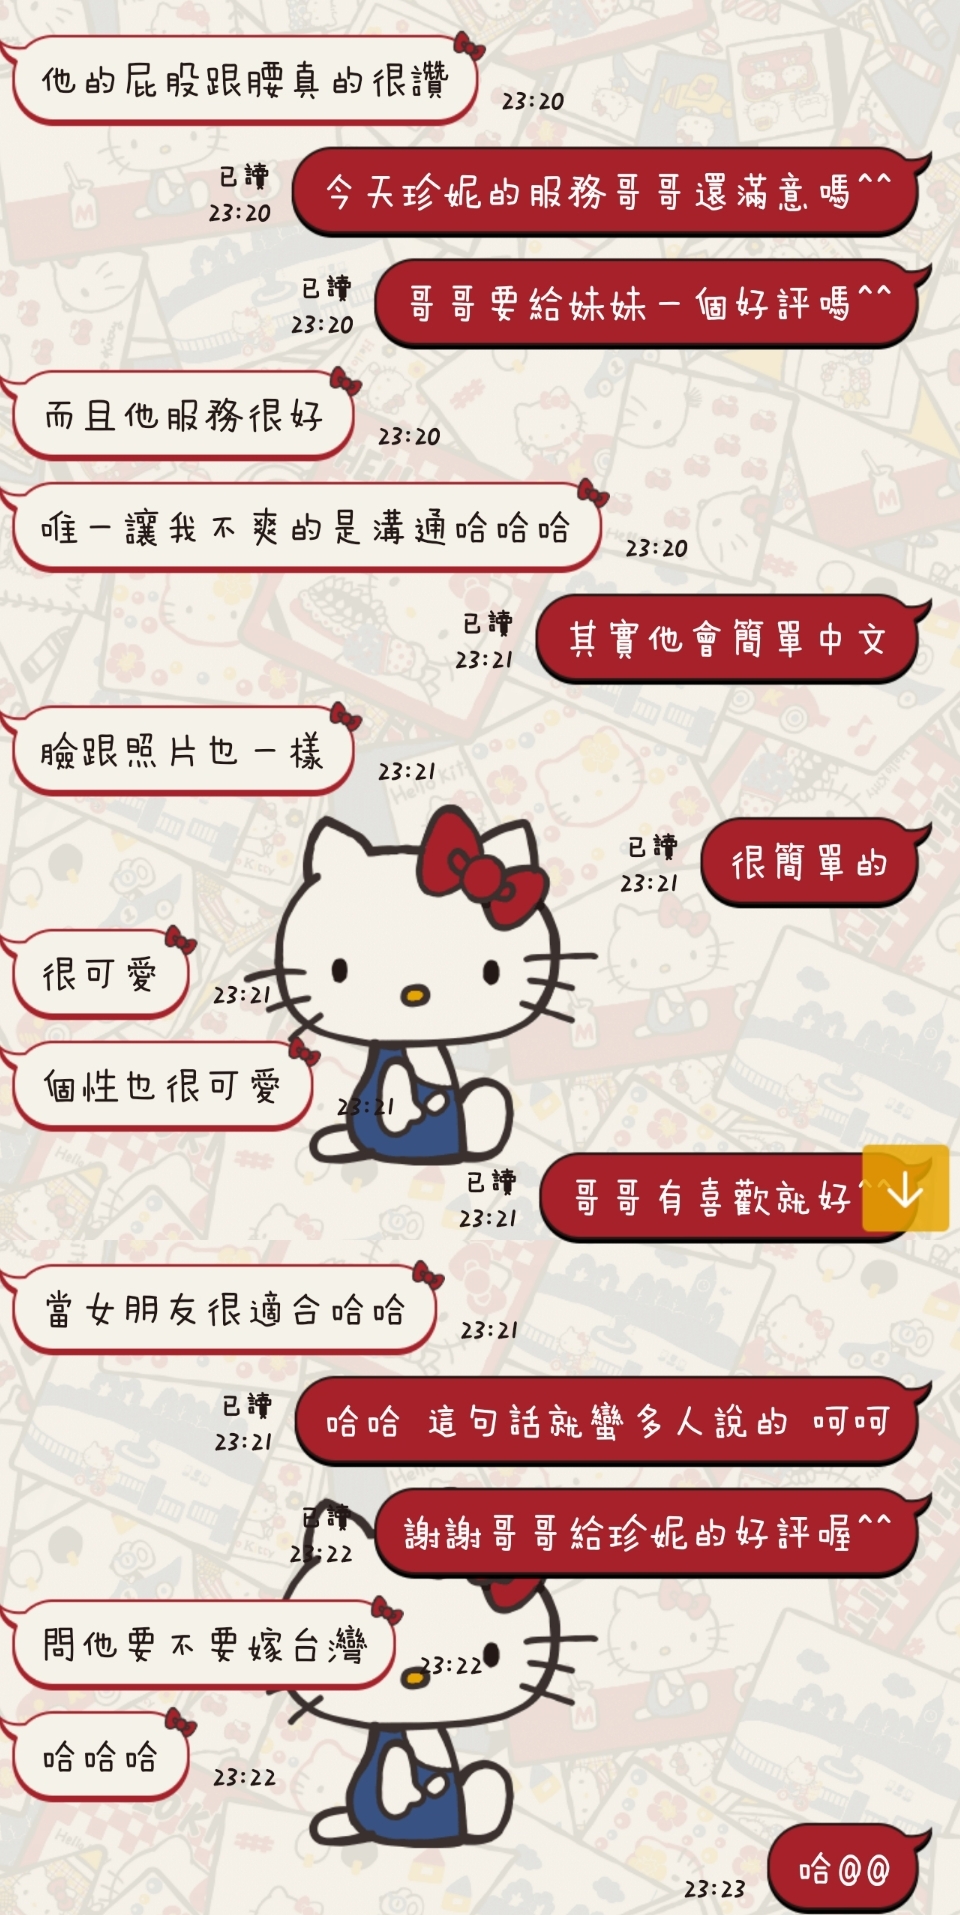 他的屁股跟腰真的很讚
23:20
已讀
23:20
今天珍妮的服務哥哥還滿意嗎^^
已讀
23:20
哥哥要給妹妹一個好評嗎^^
而且他服務很好
23:20
唯一讓我不爽的是溝通哈哈哈
23:20
已讀
23:21
其實他會簡單中文
臉跟照片也一樣
23:21
已讀
23:21
很簡單的
很可愛
23:21
個性也很可愛
23:21
已讀
23:21
哥哥有喜歡就好^^
當女朋友很適合哈哈
23:21
已讀
23:21
哈哈 這句話就蠻多人說的 呵呵
已讀
23:22
謝謝哥哥給珍妮的好評喔^^
問他要不要嫁台灣
23:22
哈哈哈
23:22
23:23
哈@@